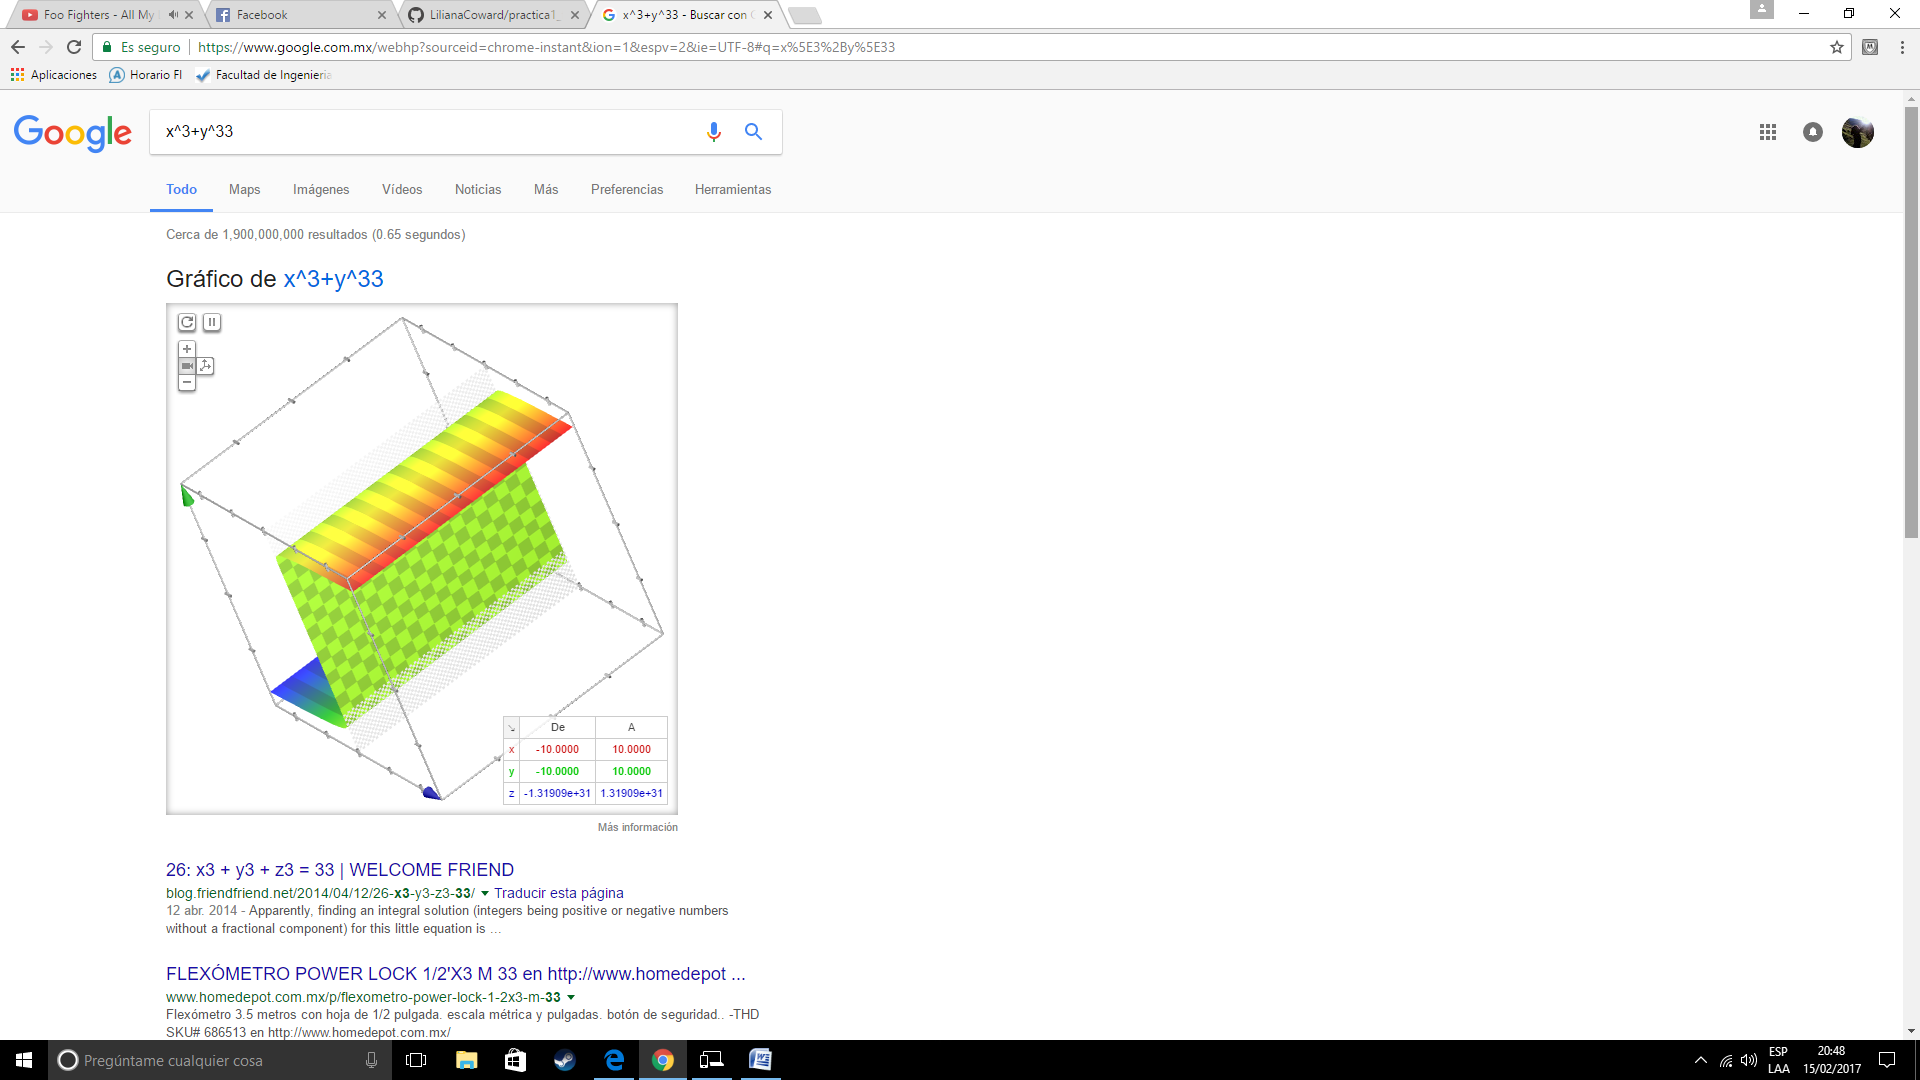 Foo Fighters - All My
Facebook
LilianaCoward/practica1_
x^3+y^33 - Buscar con
Es seguro
https://www.google.com.mx/webhp?sourceid=chrome-instant&ion=1&espv=2&ie=UTF-8#q=x%5E3%2By%5E33
Aplicaciones
Horario FI
Facultad de Ingenieria
Google
x^3+y^33
Todo Maps Imágenes Vídeos Noticias Más Preferencias Herramientas
Cerca de 1,900,000,000 resultados (0.65 segundos)
Gráfico de x^3+y^33
De A
x -10.0000 10.0000
y -10.0000 10.0000
z -1.31909e+31 1.31909e+31
Más información
26: x3 + y3 + z3 = 33 | WELCOME FRIEND
blog.friendfriend.net/2014/04/12/26-x3-y3-z3-33/ Traducir esta página
12 abr. 2014 - Apparently, finding an integral solution (integers being positive or negative numbers
without a fractional component) for this little equation is ...
FLEXÓMETRO POWER LOCK 1/2'X3 M 33 en http://www.homedepot ...
www.homedepot.com.mx/p/flexometro-power-lock-1-2x3-m-33
Flexómetro 3.5 metros con hoja de 1/2 pulgada. escala métrica y pulgadas. botón de seguridad.. -THD
SKU# 686513 en http://www.homedepot.com.mx/
Pregúntame cualquier cosa
ESP
LAA
20:48
15/02/2017